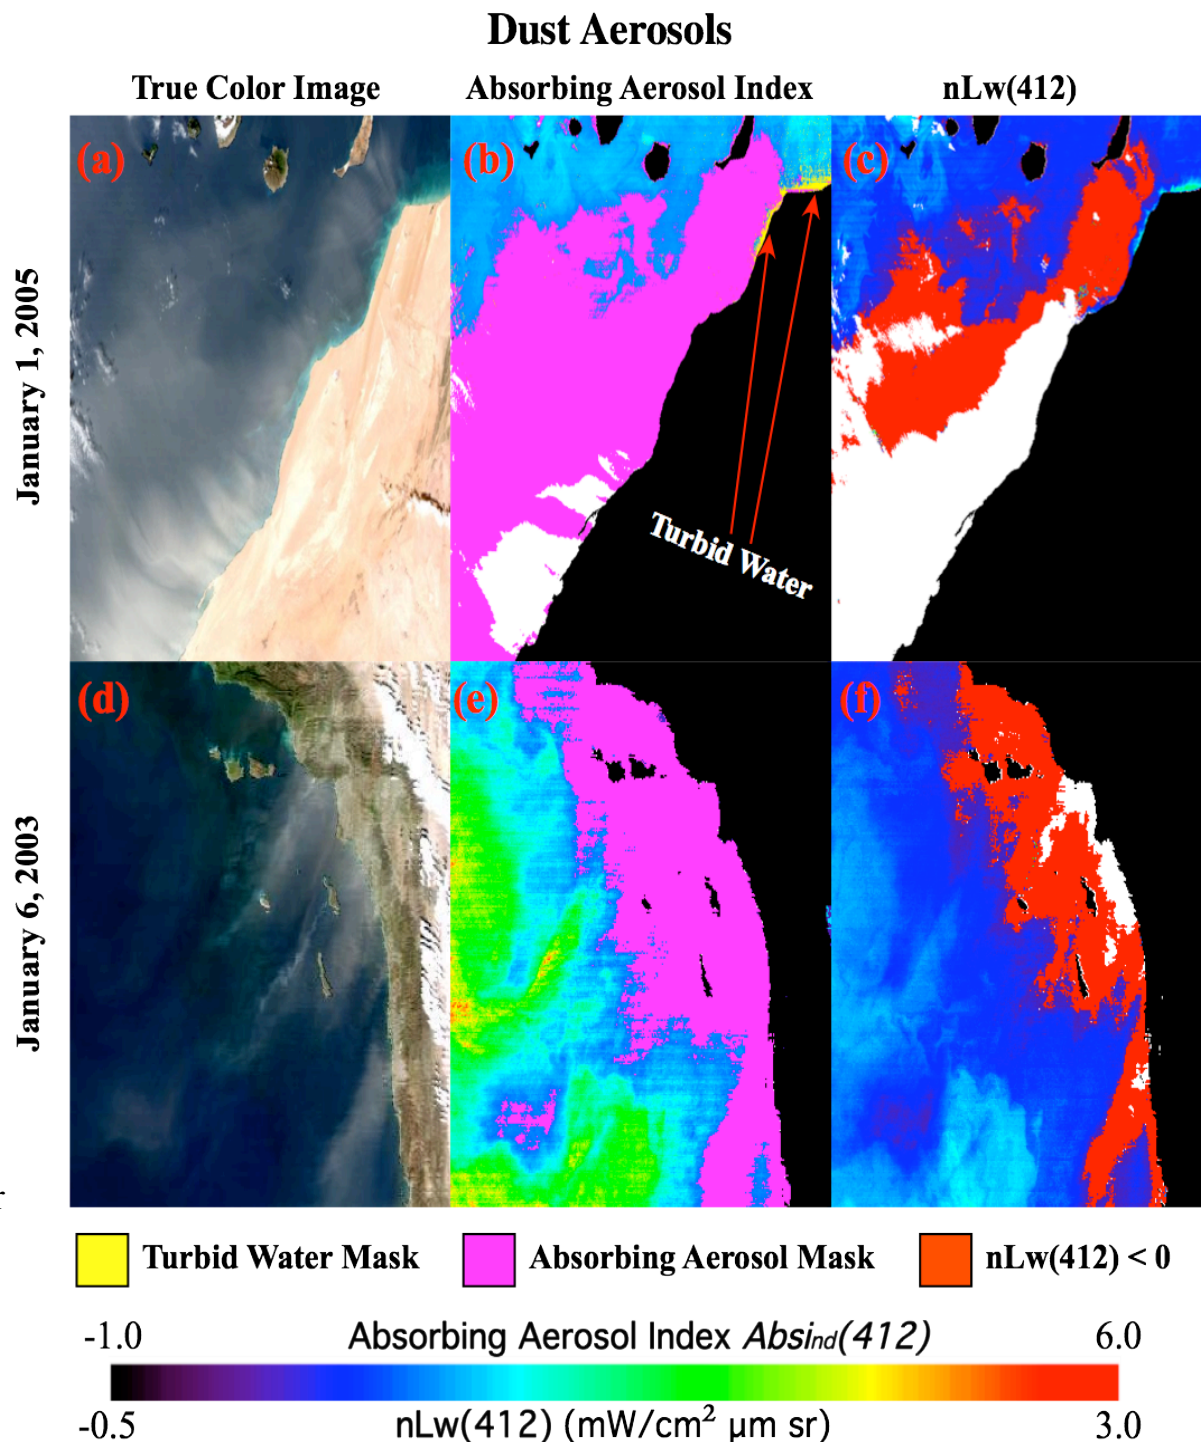 Dust Aerosols
True Color Image
Absorbing Aerosol Index
nLw(412)
January 1, 2005
(a)
(b)
(c)
Turbid Water
January 6, 2003
(d)
(e)
(f)
Turbid Water Mask
Absorbing Aerosol Mask
nLw(412) < 0
-1.0
Absorbing Aerosol Index Absiₙd(412)
6.0
-0.5
nLw(412) (mW/cm² µm sr)
3.0